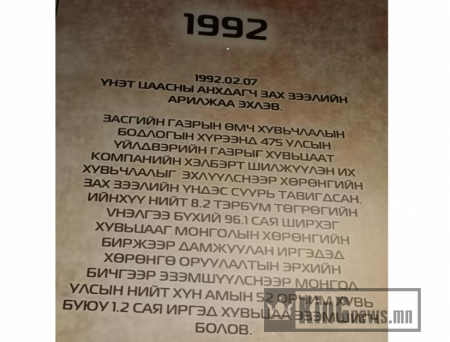 1992
1992.02.07
ҮНЭТ ЦААСНЫ АНХДАГЧ ЗАХ ЗЭЭЛИЙН
АРИЛЖАА ЭХЛЭВ.
ЗАСГИЙН ГАЗРЫН ӨМЧ ХУВЬЧЛАЛЫН
БОДЛОГЫН ХҮРЭЭНД 475 УЛСЫН
ҮЙЛДВЭРИЙН ГАЗРЫГ ХУВЬЦААТ
КОМПАНИЙН ХЭЛБЭРТ ШИЛЖҮҮЛЭН ИХ
ХУВЬЧЛАЛЫГ ЭХЛҮҮЛСНЭЭР ХӨРӨНГИЙН
ЗАХ ЗЭЭЛИЙН ҮНДЭС СУУРЬ ТАВИГДСАН.
ИЙНХҮҮ НИЙТ 8.2 ТЭРБУМ ТӨГРӨГИЙН
ҮНЭЛГЭЭ БҮХИЙ 96.1 САЯ ШИРХЭГ
ХУВЬЦААГ МОНГОЛЫН ХӨРӨНГИЙН
БИРЖЭЭР ДАМЖУУЛАН ИРГЭДЭД
ХӨРӨНГӨ ОРУУЛАЛТЫН ЭРХИЙН
БИЧГЭЭР ЭЗЭМШҮҮЛСНЭЭР МОНГОЛ
УЛСЫН НИЙТ ХҮН АМЫН 52 ОРЧИМ ХУВЬ
БУЮУ 1.2 САЯ ИРГЭД ХУВЬЦАА ЭЗЭМШИГЧ
БОЛОВ.
news.mn